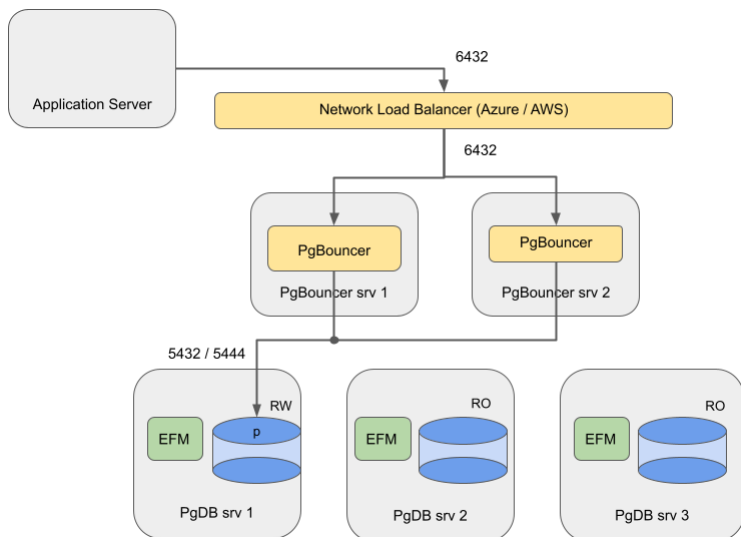 6432
Application Server
Network Load Balancer (Azure / AWS)
6432
PgBouncer
PgBouncer
PgBouncer srv 1
PgBouncer srv 2
5432 / 5444
RW
RO
RO
p
EFM
EFM
EFM
PgDB srv 1
PgDB srv 2
PgDB srv 3